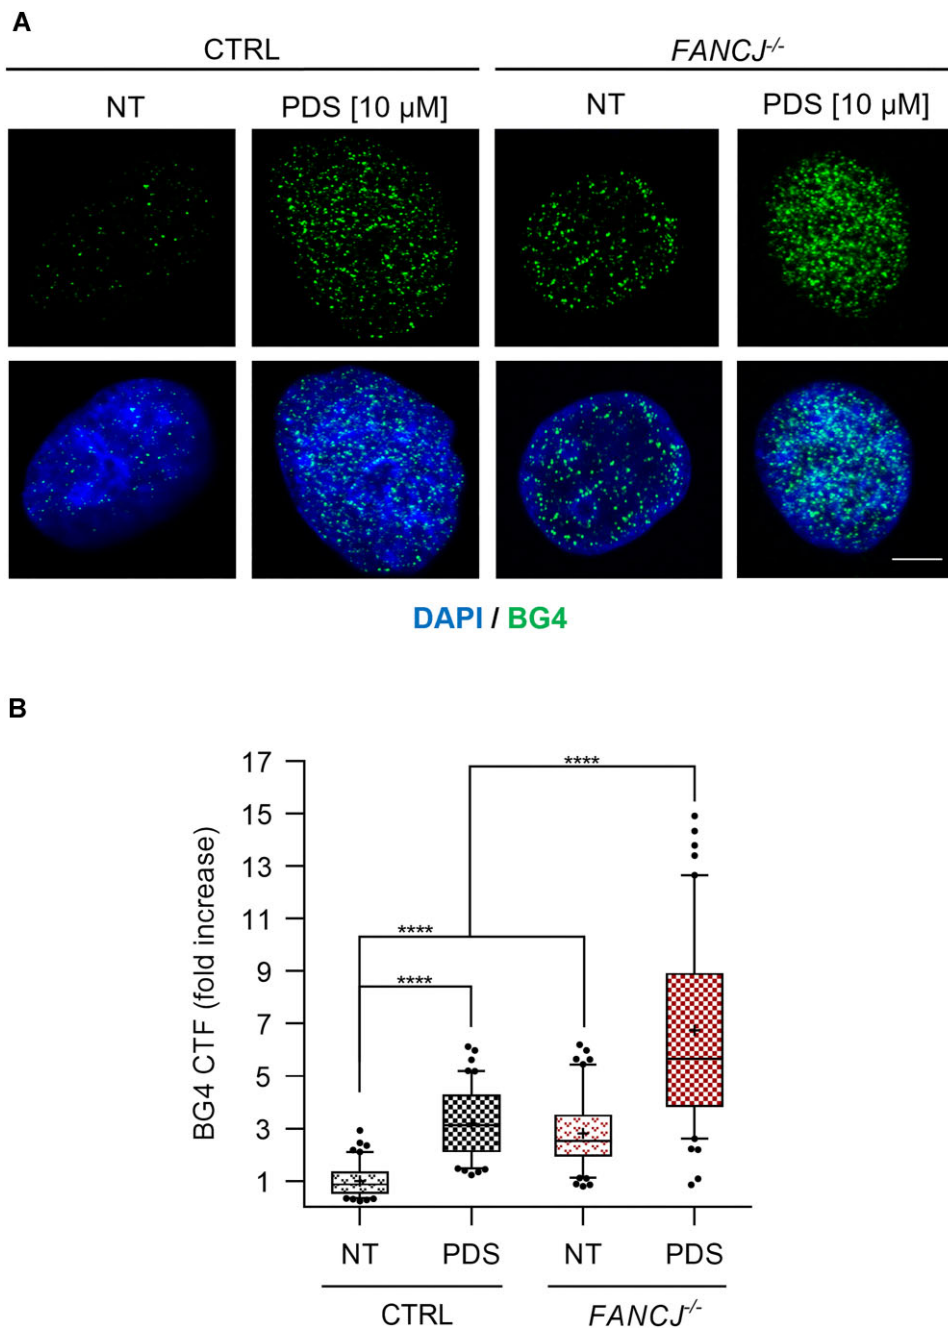 A
CTRL
FANCJ-/-
NT
PDS [10 µM]
NT
PDS [10 µM]
DAPI / BG4
B
BG4 CTF (fold increase)
17
15
13
11
9
7
5
3
1
****
****
****
NT
PDS
NT
PDS
CTRL
FANCJ-/-